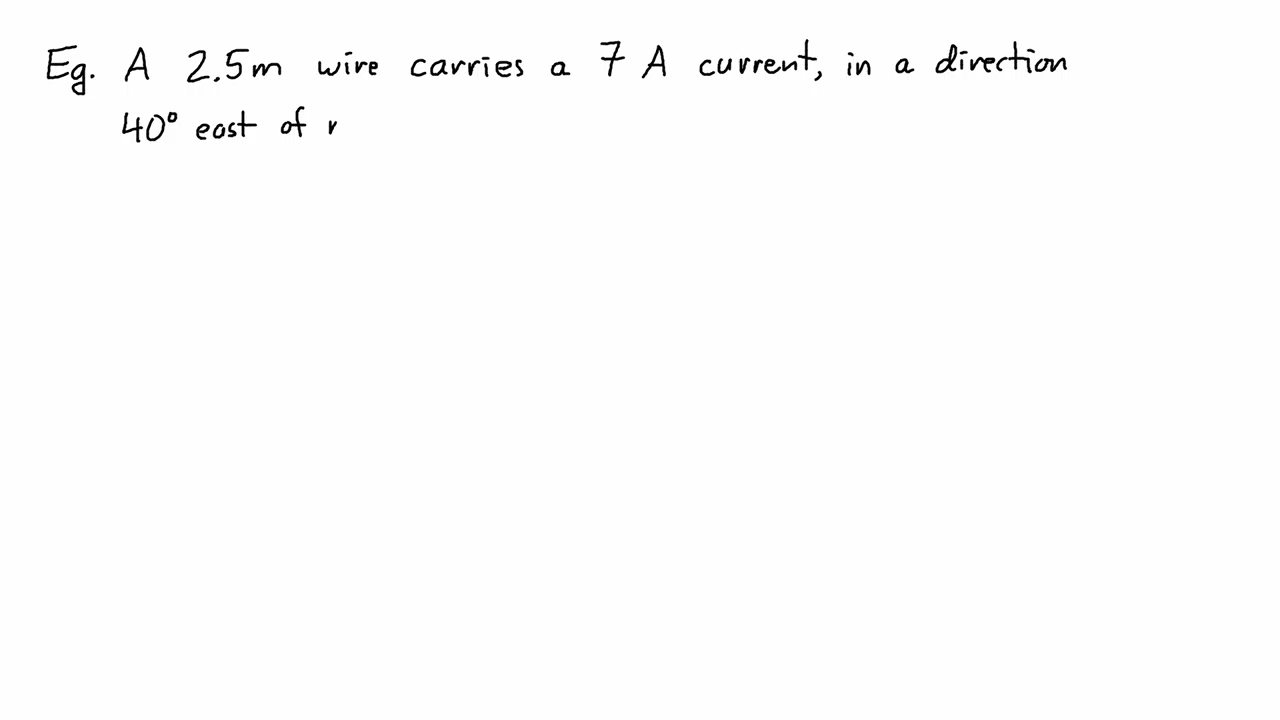 Eg. A 2.5m wire carries a 7 A current, in a direction
40° east of